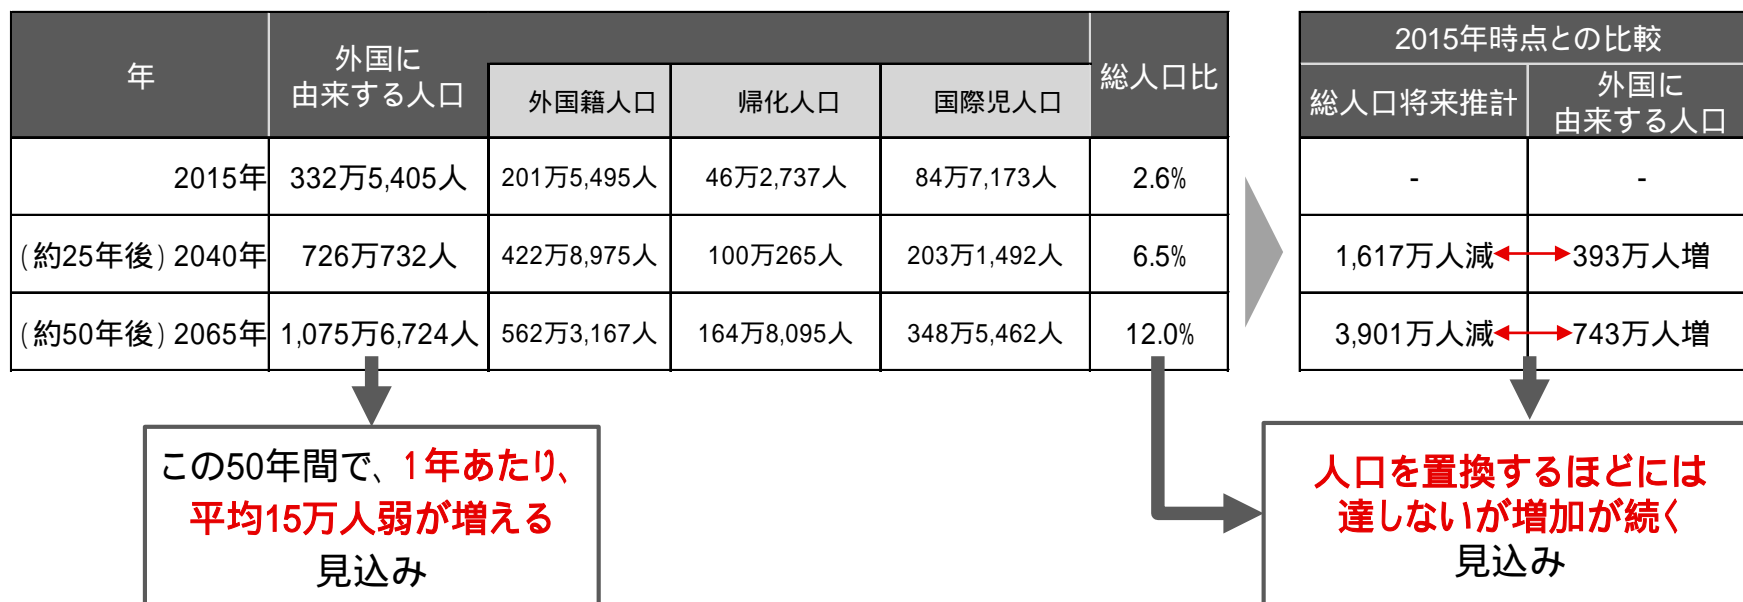 年 外国に由来する人口 外国籍人口 帰化人口 国際児人口 総人口比
2015年 332万5,405人 201万5,495人 46万2,737人 84万7,173人 2.6%
(約25年後) 2040年 726万732人 422万8,975人 100万265人 203万1,492人 6.5%
(約50年後) 2065年 1,075万6,724人 562万3,167人 164万8,095人 348万5,462人 12.0%
2015年時点との比較
総人口将来推計 外国に由来する人口
- -
1,617万人減 393万人増
3,901万人減 743万人増
この50年間で、1年あたり、
平均15万人弱が増える
見込み
人口を置換するほどには
達しないが増加が続く
見込み